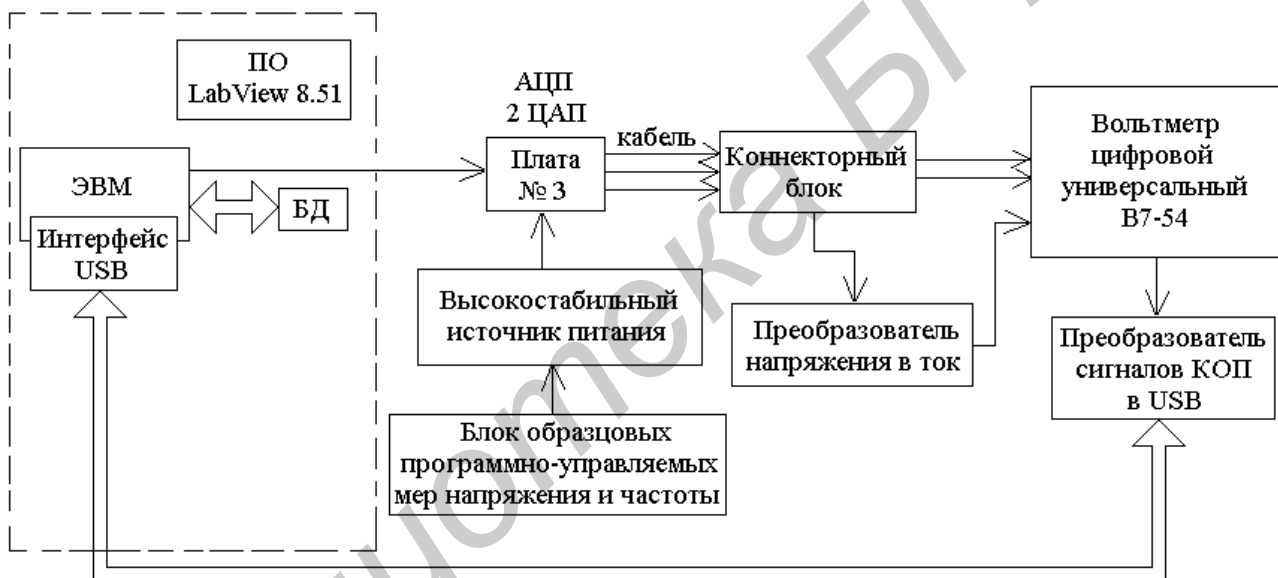 ПО
LabView 8.51
АЦП
2 ЦАП
кабель
ЭВМ
Интерфейс
USB
БД
Плата
№ 3
Коннекторный
блок
Вольтметр
цифровой
универсальный
В7-54
Высокостабильный
источник питания
Преобразователь
напряжения в ток
Преобразователь
сигналов КОП
в USB
Блок образцовых
программно-управляемых
мер напряжения и частоты